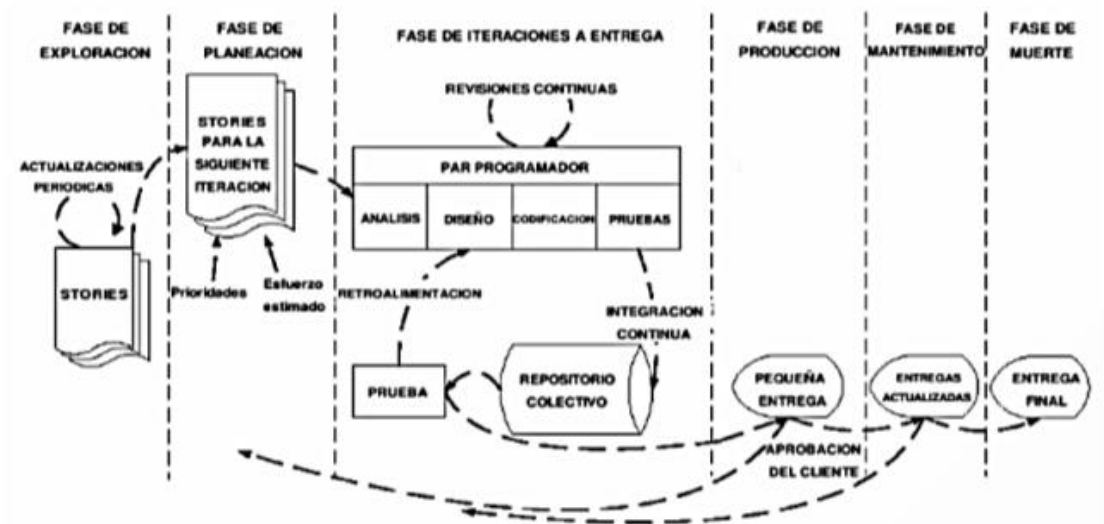 FASE DE
EXPLORACION
FASE DE
PLANEACION
FASE DE ITERACIONES A ENTREGA
FASE DE
PRODUCCION
FASE DE
MANTENIMIENTO
FASE DE
MUERTE
ACTUALIZACIONES
PERIODICAS
STORIES
STORIES
PARA LA
SIGUIENTE
ITERACION
Prioridades
Esfuerzo
estimado
REVISIONES CONTINUAS
PAR PROGRAMADOR
ANALISIS
DISEÑO
CODIFICACION
PRUEBAS
RETROALIMENTACION
INTEGRACION
CONTINUA
PRUEBA
REPOSITORIO
COLECTIVO
PEQUEÑA
ENTREGA
APROBACION
DEL CLIENTE
ENTREGAS
ACTUALIZADAS
ENTREGA
FINAL